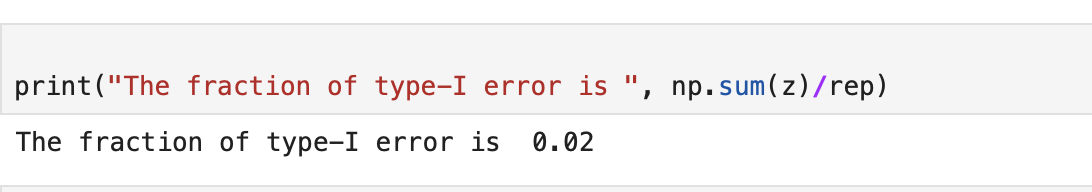 print("The fraction of type-I error is ", np.sum(z)/rep)
The fraction of type-I error is  0.02